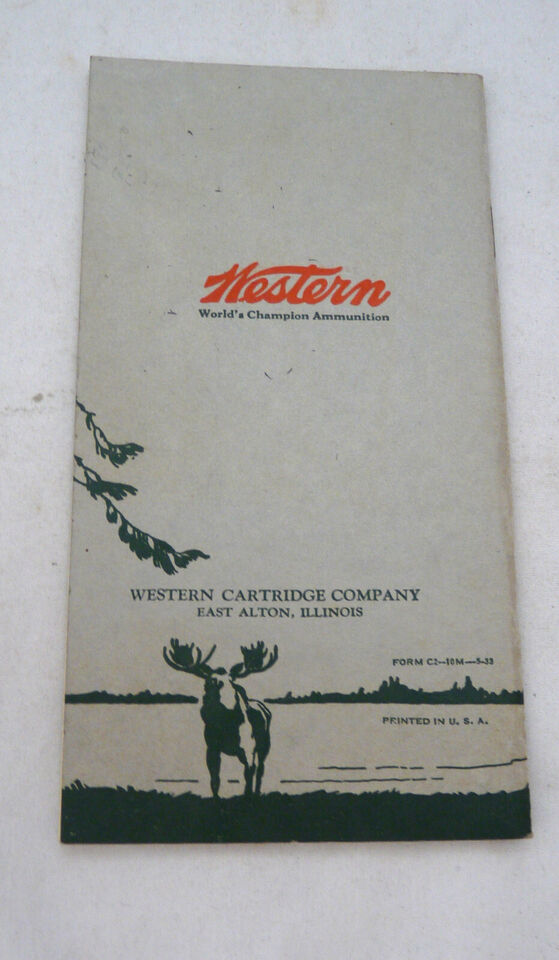 Western
World's Champion Ammunition
WESTERN CARTRIDGE COMPANY
EAST ALTON, ILLINOIS
FORM C2—10M—5-33
PRINTED IN U. S. A.